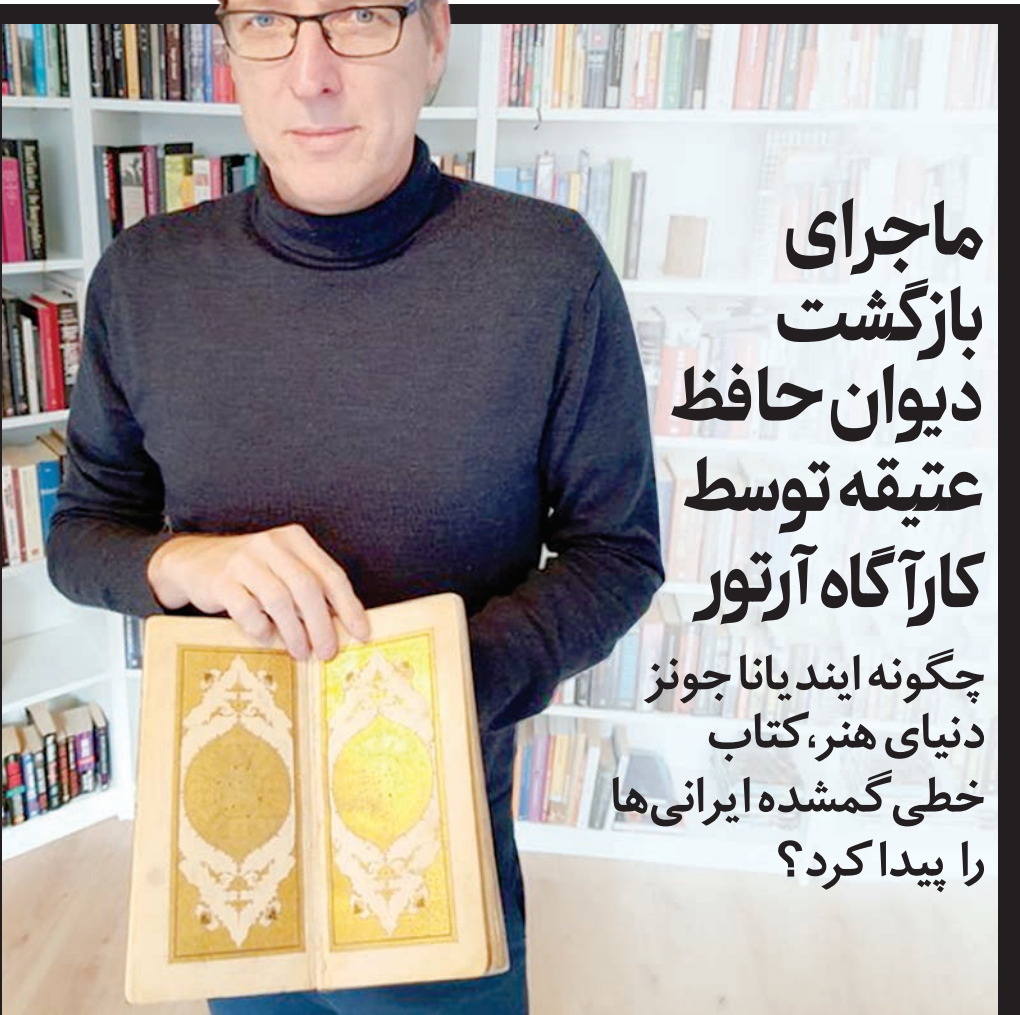 ماجرای
بازگشت
دیوان حافظ
عتیقه توسط
کارآگاه آرتور
چگونه ایندیانا جونز
دنیای هنر، کتاب
خطی گمشده ایرانی‌ها
را پیدا کرد؟